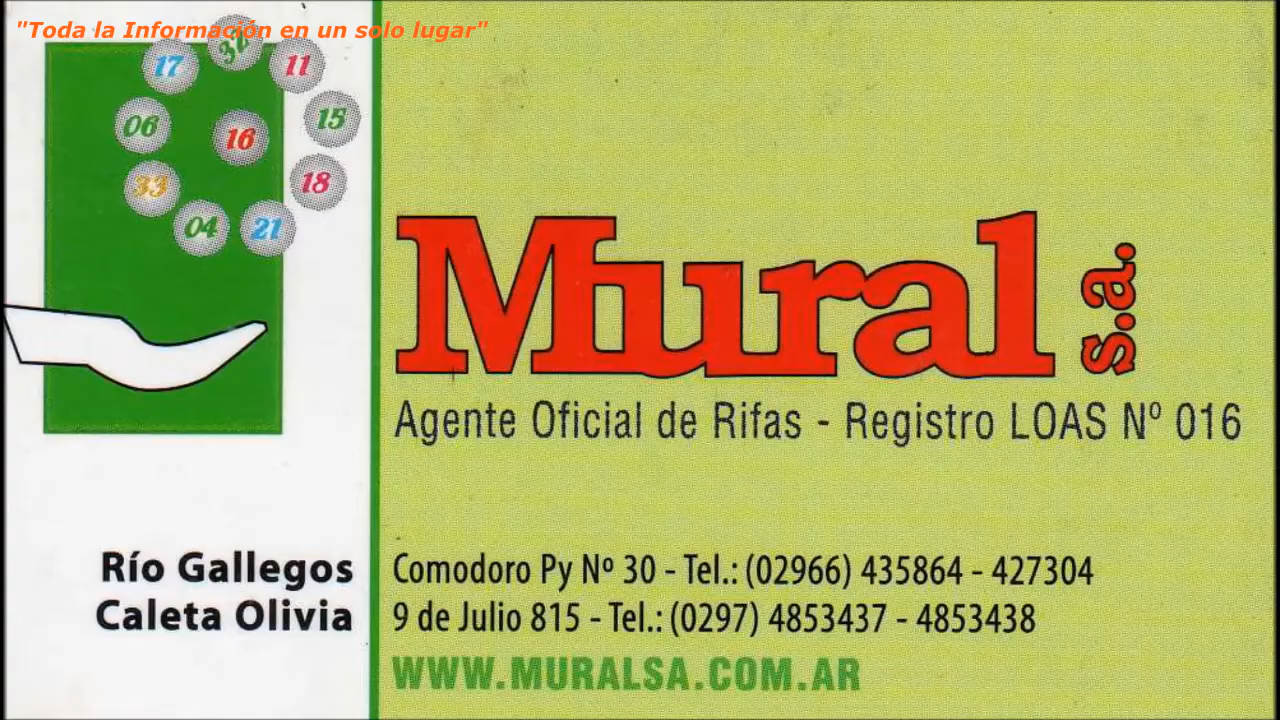 "Toda la Información en un solo lugar"
34
17
11
06
16
15
33
18
04
21
Mural s.a.
Agente Oficial de Rifas - Registro LOAS Nº 016
Río Gallegos Comodoro Py Nº 30 - Tel.: (02966) 435864 - 427304
Caleta Olivia 9 de Julio 815 - Tel.: (0297) 4853437 - 4853438
WWW.MURALSA.COM.AR